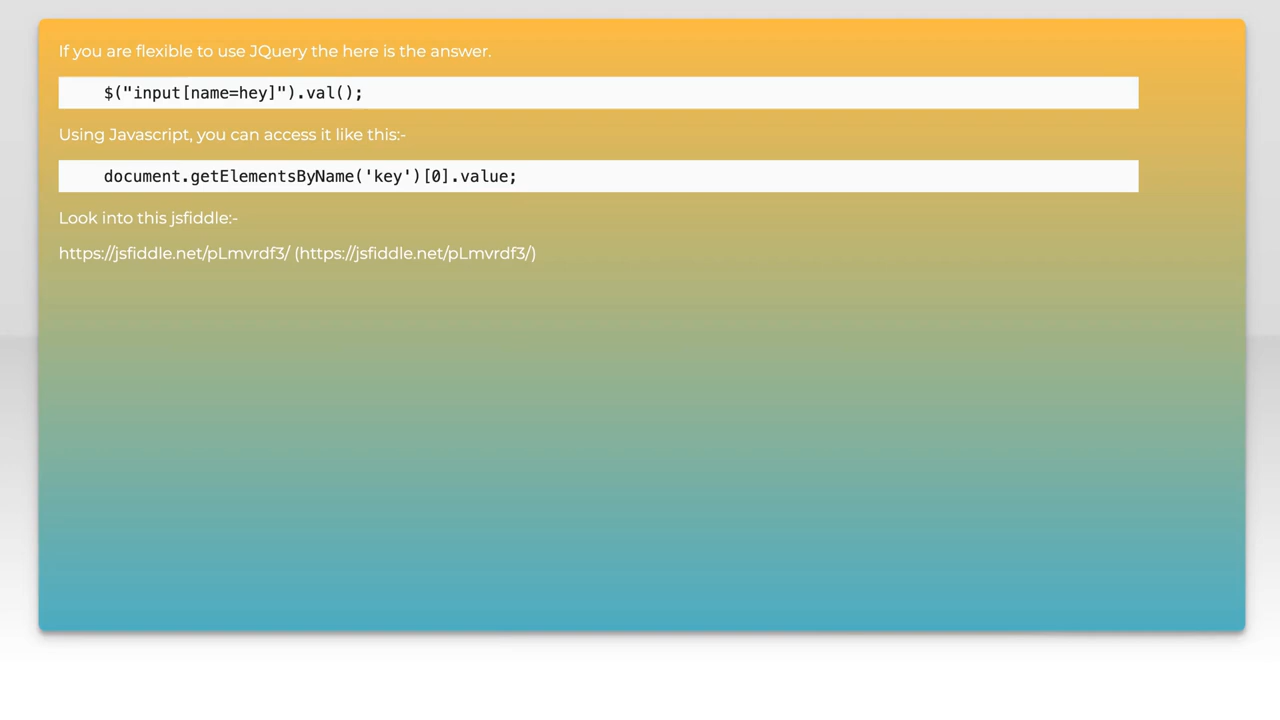 If you are flexible to use JQuery the here is the answer.
$("input[name=hey]").val();
Using Javascript, you can access it like this:-
document.getElementsByName('key')[0].value;
Look into this jsfiddle:-
https://jsfiddle.net/pLmvrdf3/ (https://jsfiddle.net/pLmvrdf3/)